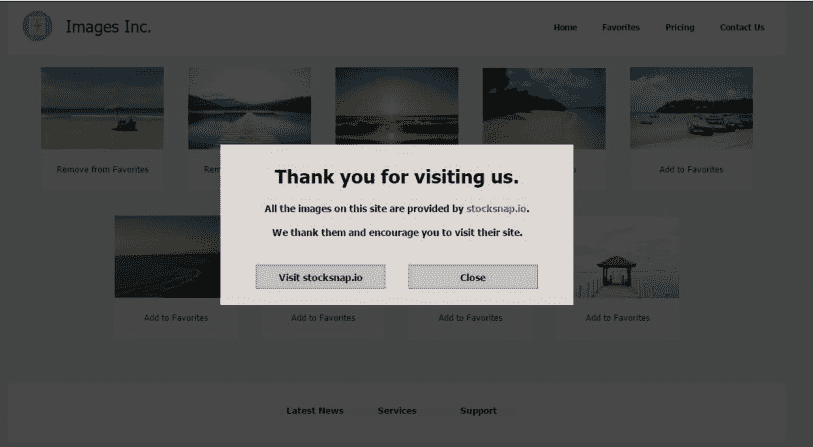 Images Inc.
Home Favorites Pricing Contact Us
Remove from Favorites
Add to Favorites
Thank you for visiting us.
All the images on this site are provided by stocksnap.io.
We thank them and encourage you to visit their site.
Visit stocksnap.io Close
Add to Favorites Add to Favorites Add to Favorites Add to Favorites
Latest News Services Support